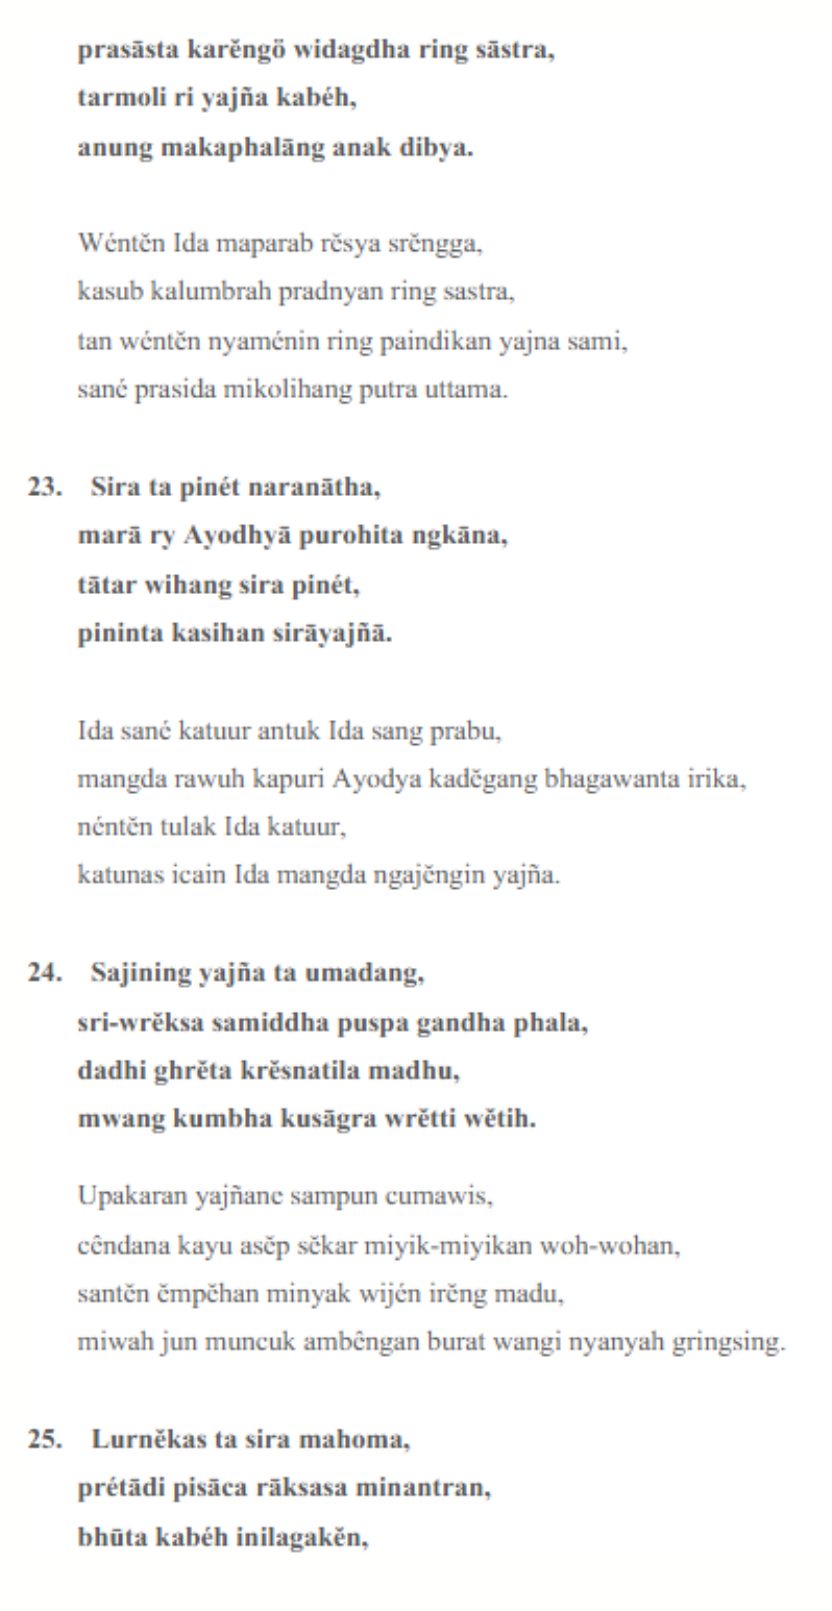 prasāsta karĕngö widagdha ring sāstra,
tarmoli ri yajña kabéh,
anung makaphalāng anak dibya.
Wéntĕn Ida maparab rĕsya srĕngga,
kasub kalumbrah pradnyan ring sastra,
tan wéntĕn nyaménin ring paindikan yajna sami,
sané prasida mikolihang putra uttama.
23. Sira ta pinét naranātha,
marā ry Ayodhyā purohita ngkāna,
tātar wihang sira pinét,
pininta kasihan sirāyajñā.
Ida sané katuur antuk Ida sang prabu,
mangda rawuh kapuri Ayodya kadĕgang bhagawanta irika,
néntĕn tulak Ida katuur,
katunas icain Ida mangda ngajĕngin yajña.
24. Sajining yajña ta umadang,
sri-wrĕksa samiddha puspa gandha phala,
dadhi ghrĕta krĕsnatila madhu,
mwang kumbha kusāgra wrĕtti wĕtih.
Upakaran yajñane sampun cumawis,
cêndana kayu asĕp sĕkar miyik-miyikan woh-wohan,
santĕn ĕmpĕhan minyak wijén irĕng madu,
miwah jun muncuk ambêngan burat wangi nyanyah gringsing.
25. Lurnĕkas ta sira mahoma,
prétādi pisāca rāksasa minantran,
bhūta kabéh inilagakĕn,